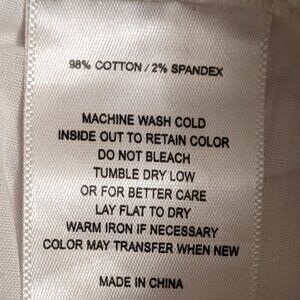 98% COTTON / 2% SPANDEX
MACHINE WASH COLD
INSIDE OUT TO RETAIN COLOR
DO NOT BLEACH
TUMBLE DRY LOW
OR FOR BETTER CARE
LAY FLAT TO DRY
WARM IRON IF NECESSARY
COLOR MAY TRANSFER WHEN NEW
MADE IN CHINA